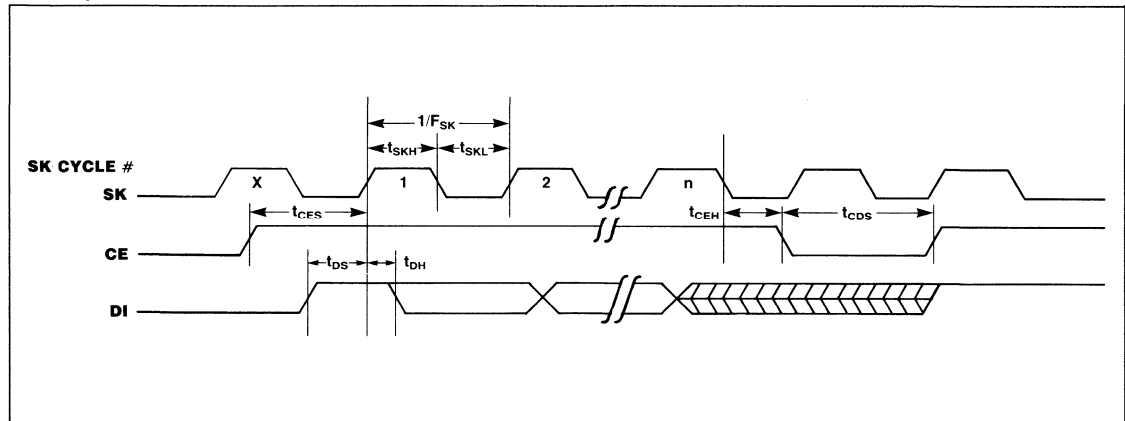 1/FSK
tSKH
tSKL
SK CYCLE #
SK
X
1
2
n
tCES
tCEH
tCDS
CE
tDS
tDH
DI